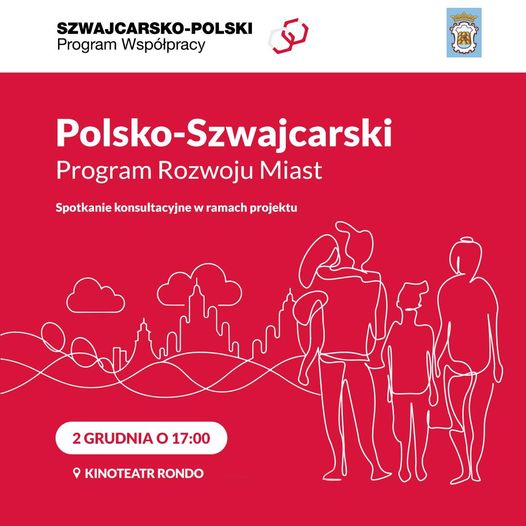 SZWAJCARSKO-POLSKI
Program Współpracy
Polsko-Szwajcarski
Program Rozwoju Miast
Spotkanie konsultacyjne w ramach projektu
2 GRUDNIA O 17:00
KINOTEATR RONDO